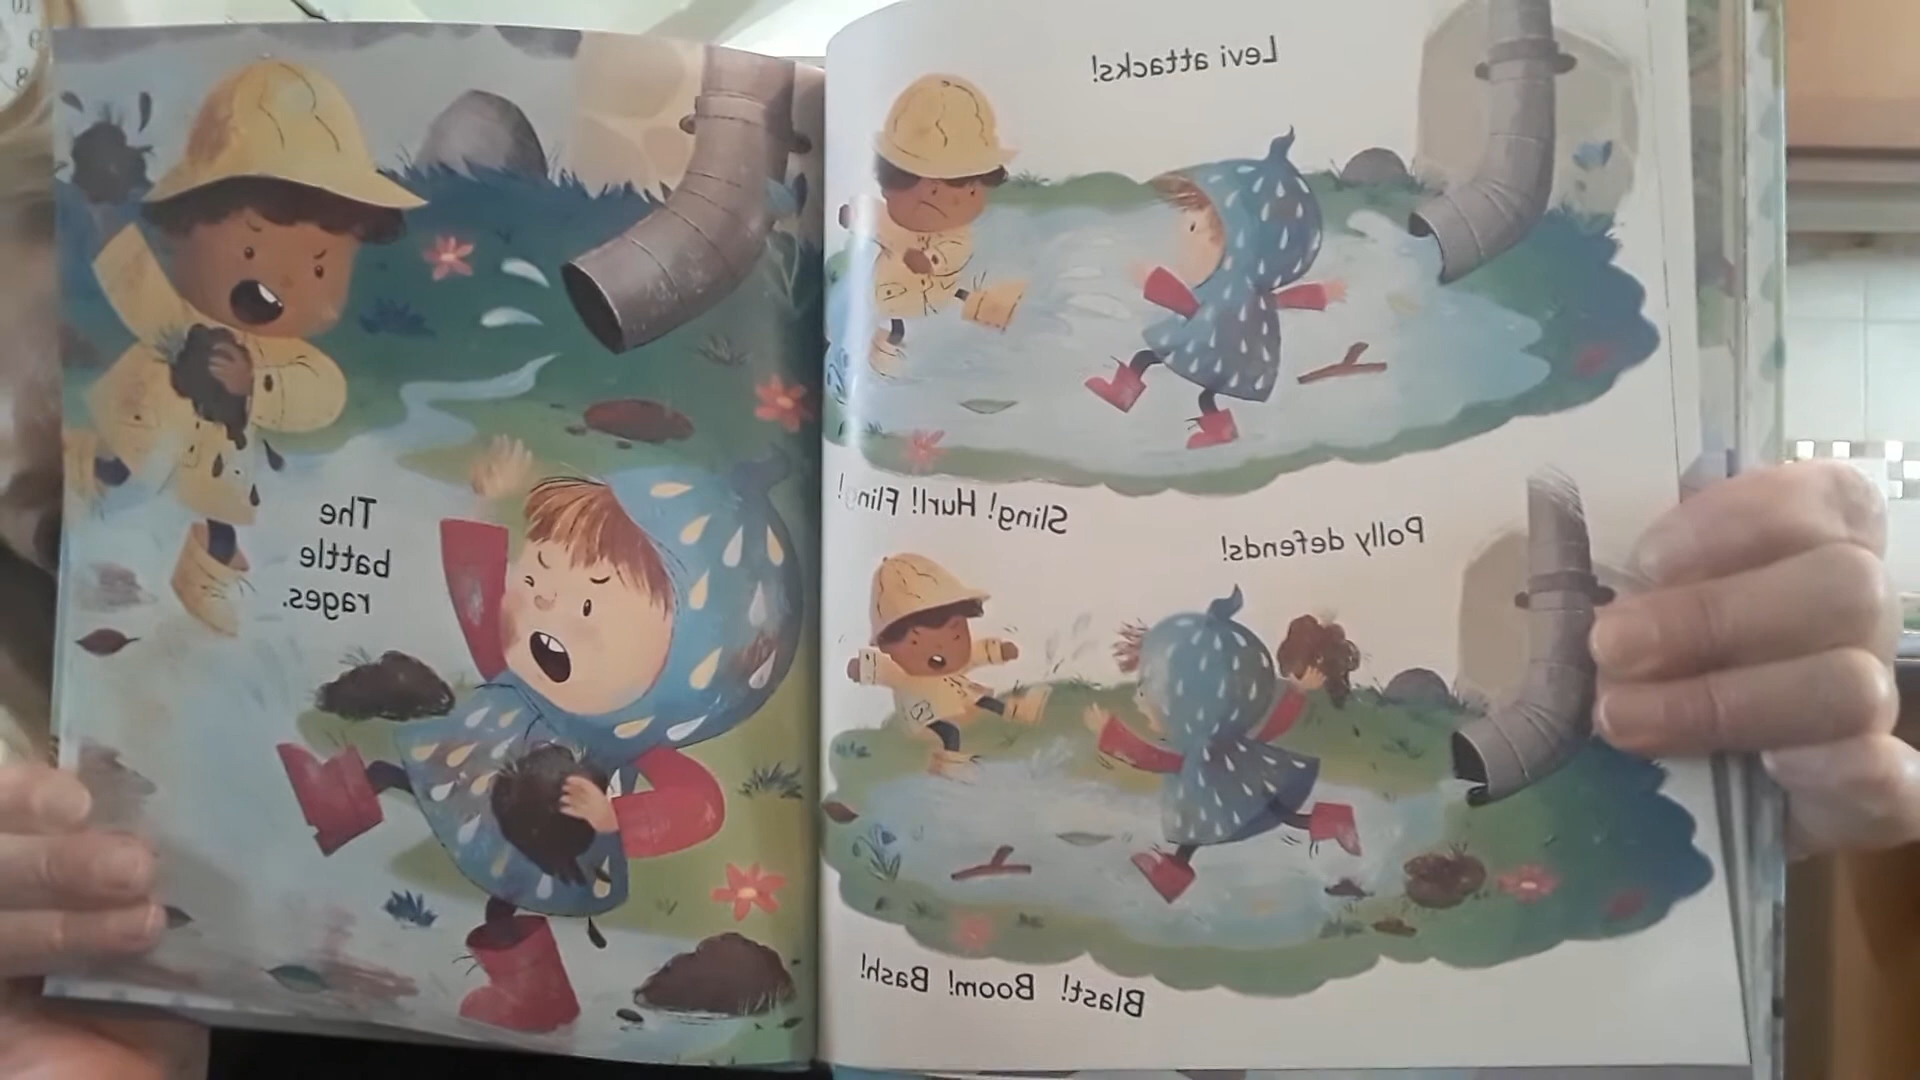 Levi attacks!
Sling! Hurl! Fling!
Polly defends!
Blast! Boom! Bash!
The
battle
rages.